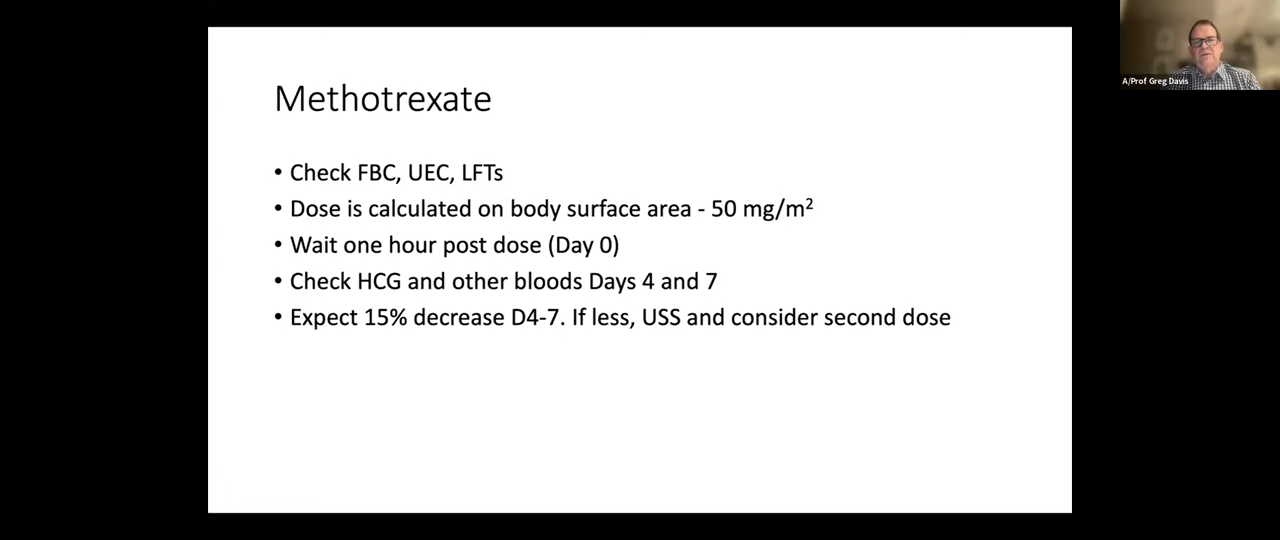 Methotrexate
• Check FBC, UEC, LFTs
• Dose is calculated on body surface area - 50 mg/m²
• Wait one hour post dose (Day 0)
• Check HCG and other bloods Days 4 and 7
• Expect 15% decrease D4-7. If less, USS and consider second dose
A/Prof Greg Davis